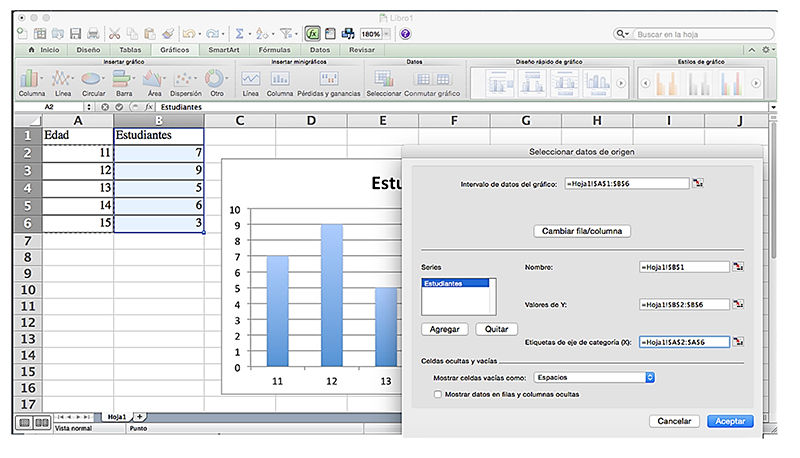 Libro1
180%
Buscar en la hoja
Inicio Diseño Tablas Gráficos SmartArt Fórmulas Datos Revisar
Insertar gráfico Insertar minigráficos Datos Diseño rápido de gráfico Estilos de gráfico
Columna Línea Circular Barra Área Dispersión Otro Línea Columna Pérdidas y ganancias Seleccionar Conmutar gráfico
A2 fx Estudiantes
A B C D E F G H I J
1 Edad Estudiantes
2 11 7
3 12 9
4 13 5
5 14 6
6 15 3
7
8
9
10
11
12
13
14
15
16
17
Estu
10
9
8
7
6
5
4
3
2
1
0
11 12 13
Seleccionar datos de origen
Intervalo de datos del gráfico: =Hoja1!$A$1:$B$6
Cambiar fila/columna
Series
Estudiantes
Agregar Quitar
Nombre: =Hoja1!$B$1
Valores de Y: =Hoja1!$B$2:$B$6
Etiquetas de eje de categoría (X): =Hoja1!$A$2:$A$6
Celdas ocultas y vacías
Mostrar celdas vacías como: Espacios
Mostrar datos en filas y columnas ocultas
Cancelar Aceptar
Hoja1
Vista normal Punto